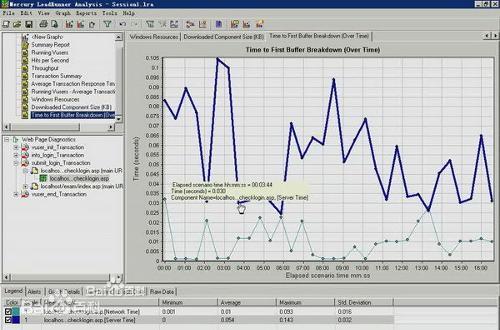 Mercury LoadRunner Analysis - Session1.lra
File Edit View Graph Reports Tools Help
<New Graph>
Summary Report
Running Vusers
Hits per Second
Throughput
Transaction Summary
Average Transaction Response Time
Running Vusers - Average Transaction
Windows Resources
Downloaded Component Size (KB)
Time to First Buffer Breakdown (Over Time)
Web Page Diagnostics
vuser_init_Transaction
into_login_Transaction
submit_login_Transaction
localhos...checklogin.asp (main UR
localhos...checklogin.asp
localhost/exam/index.asp (main UR
vuser_end_Transaction
Windows Resources Downloaded Component Size (KB) Time to First Buffer Breakdown (Over Time)
Time to First Buffer Breakdown (Over Time)
Time (seconds)
0.105
0.1
0.095
0.09
0.085
0.08
0.075
0.07
0.065
0.06
0.055
0.05
0.045
0.04
0.035
0.03
0.025
0.02
0.015
0.01
0.005
0
Elapsed scenario time hh:mm:ss = 00:03:44
Time (seconds) = 0.030
Component Name=localhos...checklogin.asp, [Server Time]
00:00 01:00 02:00 03:00 04:00 05:00 06:00 07:00 08:00 09:00 10:00 11:00 12:00 13:00 14:00 15:00 16:00
Elapsed scenario time mm:ss
Legend Graph Details Raw Data
Color Minimum Average Maximum Std. Deviation
localhos...checklogin.asp [Network Time] 0.001 0.01 0.093 0.016
1 localhos...checklogin.asp [Server Time] 0 0.054 0.143 0.032